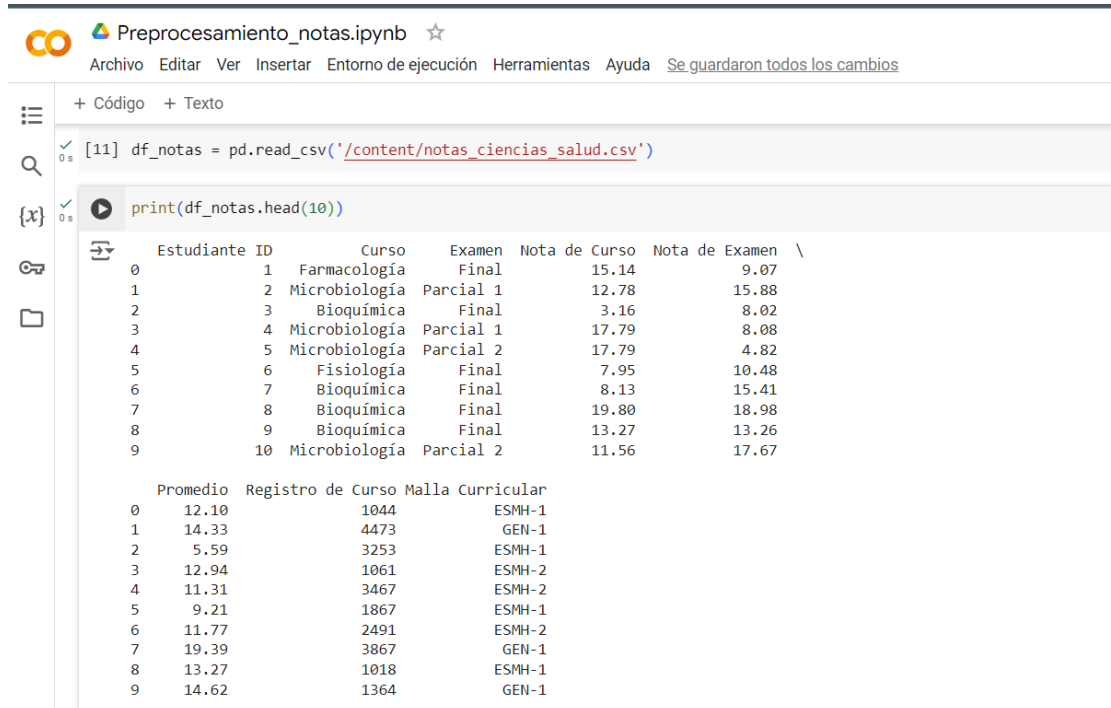 CO Preprocesamiento_notas.ipynb
Archivo Editar Ver Insertar Entorno de ejecución Herramientas Ayuda Se guardaron todos los cambios
+ Código + Texto
0 s [11] df_notas = pd.read_csv('/content/notas_ciencias_salud.csv')
{x} 0 s print(df_notas.head(10))
Estudiante ID Curso Examen Nota de Curso Nota de Examen \
0 1 Farmacología Final 15.14 9.07
1 2 Microbiología Parcial 1 12.78 15.88
2 3 Bioquímica Final 3.16 8.02
3 4 Microbiología Parcial 1 17.79 8.08
4 5 Microbiología Parcial 2 17.79 4.82
5 6 Fisiología Final 7.95 10.48
6 7 Bioquímica Final 8.13 15.41
7 8 Bioquímica Final 19.80 18.98
8 9 Bioquímica Final 13.27 13.26
9 10 Microbiología Parcial 2 11.56 17.67
Promedio Registro de Curso Malla Curricular
0 12.10 1044 ESMH-1
1 14.33 4473 GEN-1
2 5.59 3253 ESMH-1
3 12.94 1061 ESMH-2
4 11.31 3467 ESMH-2
5 9.21 1867 ESMH-1
6 11.77 2491 ESMH-2
7 19.39 3867 GEN-1
8 13.27 1018 ESMH-1
9 14.62 1364 GEN-1